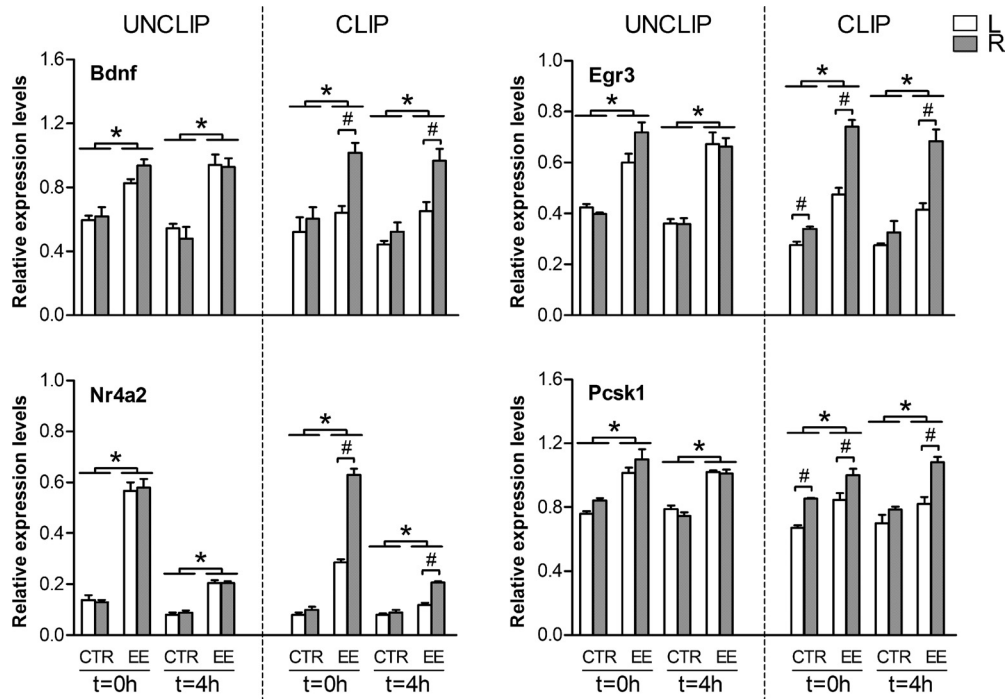 UNCLIP CLIP UNCLIP CLIP
L
R
Bdnf
Relative expression levels
1.6
1.2
0.8
0.4
0.0
* * * # * #
Egr3
Relative expression levels
1.0
0.8
0.6
0.4
0.2
0.0
* * # * # * #
Nr4a2
Relative expression levels
1.0
0.8
0.6
0.4
0.2
0.0
* * * # * #
CTR EE CTR EE CTR EE CTR EE
t=0h t=4h t=0h t=4h
Pcsk1
Relative expression levels
1.6
1.2
0.8
0.4
0.0
* * # * # * #
CTR EE CTR EE CTR EE CTR EE
t=0h t=4h t=0h t=4h